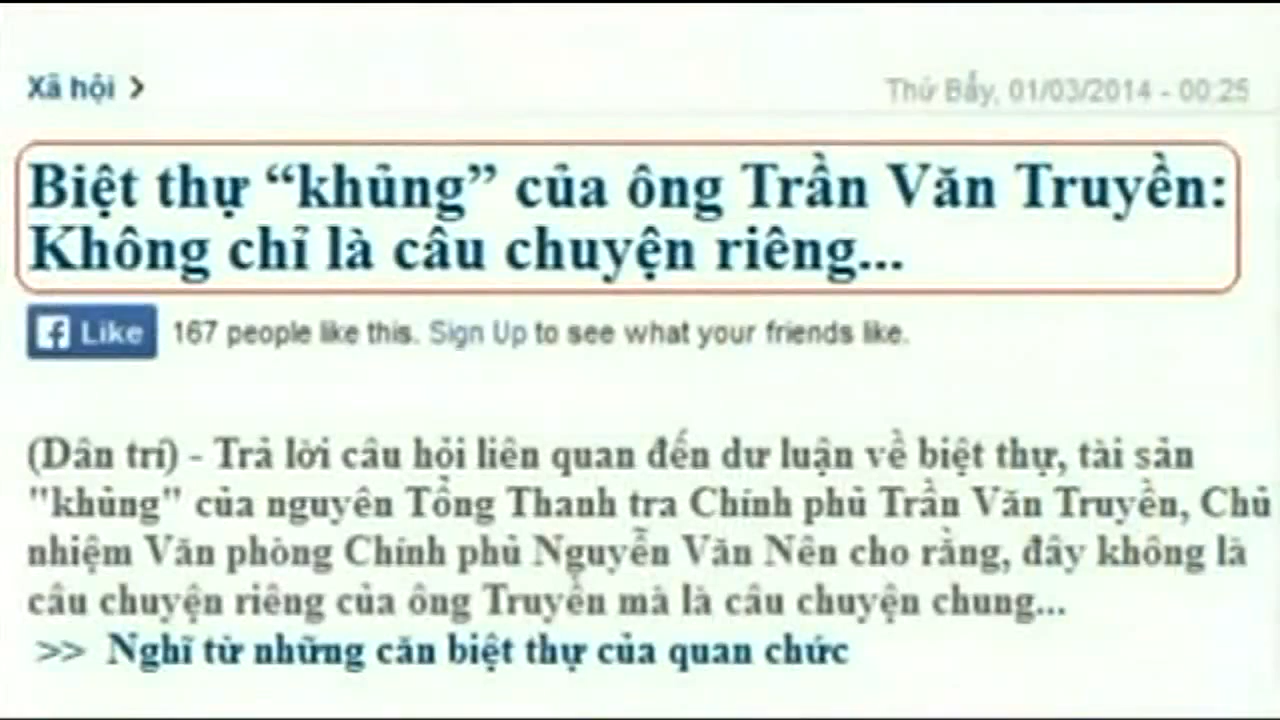 Xã hội >
Thứ Bẩy, 01/03/2014 - 00:25
Biệt thự “khủng” của ông Trần Văn Truyền:
Không chỉ là câu chuyện riêng...
Like
167 people like this. Sign Up to see what your friends like.
(Dân trí) - Trả lời câu hỏi liên quan đến dư luận về biệt thự, tài sản
"khủng" của nguyên Tổng Thanh tra Chính phủ Trần Văn Truyền, Chủ
nhiệm Văn phòng Chính phủ Nguyễn Văn Nên cho rằng, đây không là
câu chuyện riêng của ông Truyền mà là câu chuyện chung...
>> Nghĩ từ những căn biệt thự của quan chức